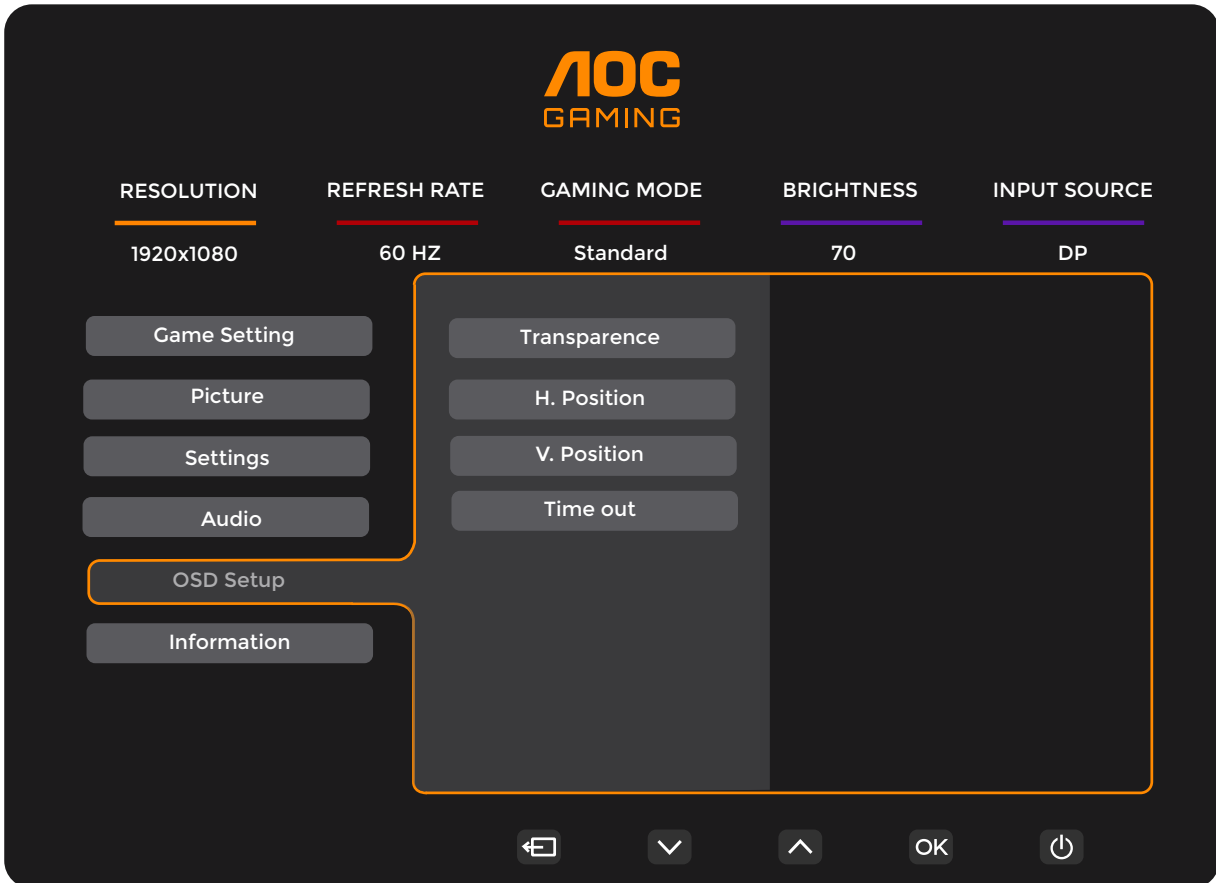 AOC
GAMING
RESOLUTION REFRESH RATE GAMING MODE BRIGHTNESS INPUT SOURCE
1920x1080 60 HZ Standard 70 DP
Game Setting
Picture
Settings
Audio
OSD Setup
Information
Transparence
H. Position
V. Position
Time out
OK